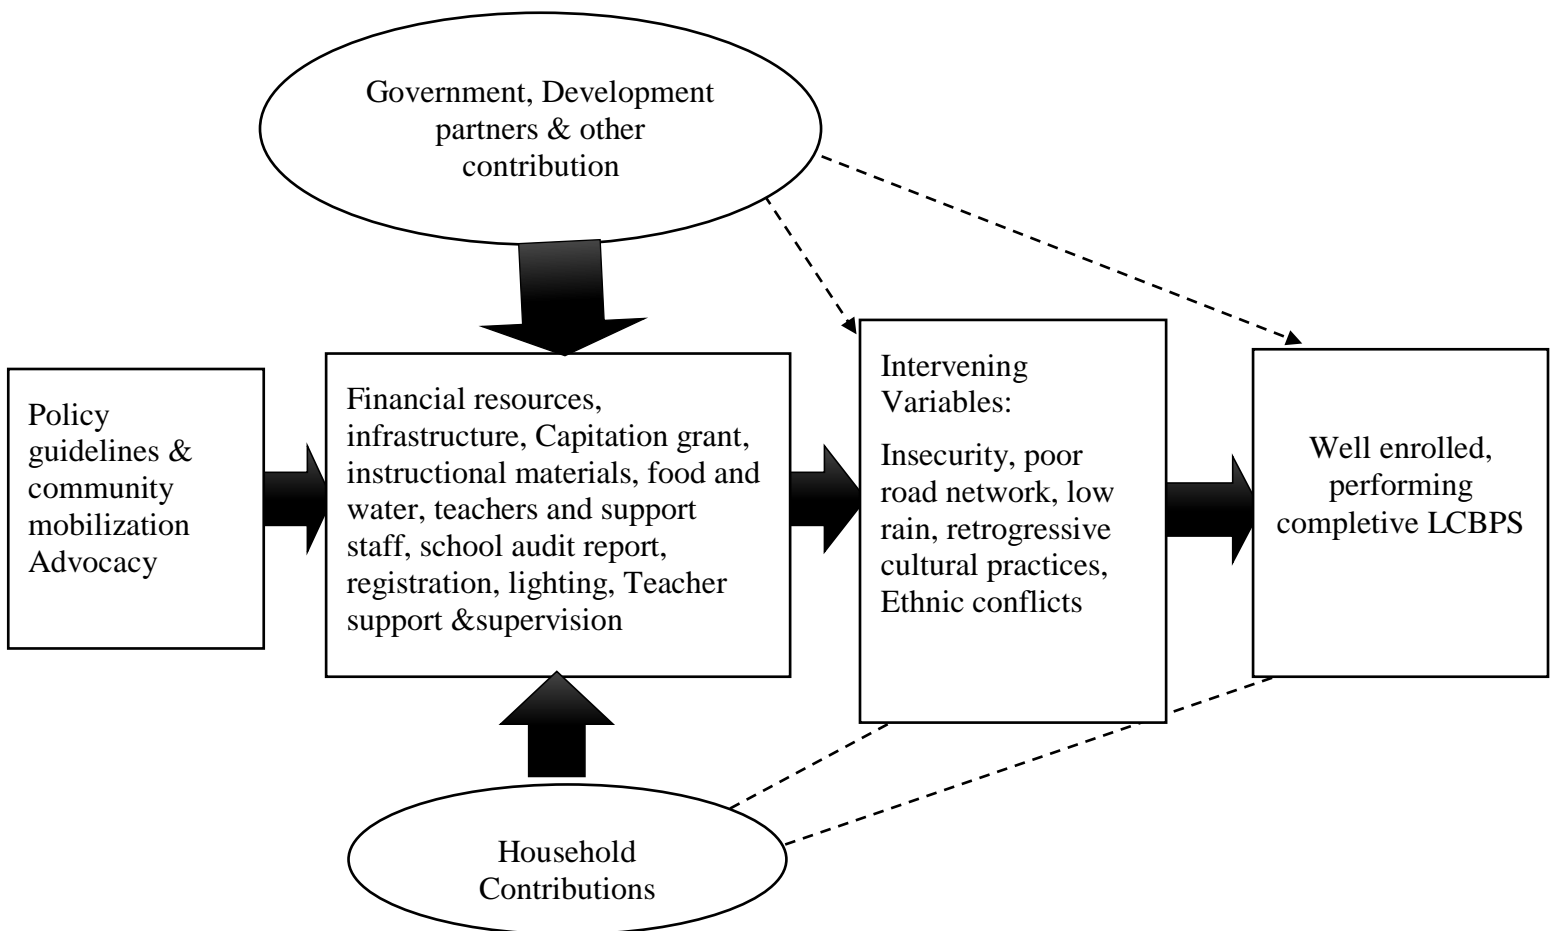 Government, Development
partners & other
contribution
Policy
guidelines &
community
mobilization
Advocacy
Financial resources,
infrastructure, Capitation grant,
instructional materials, food and
water, teachers and support
staff, school audit report,
registration, lighting, Teacher
support &supervision
Intervening
Variables:
Insecurity, poor
road network, low
rain, retrogressive
cultural practices,
Ethnic conflicts
Well enrolled,
performing
completive LCBPS
Household
Contributions